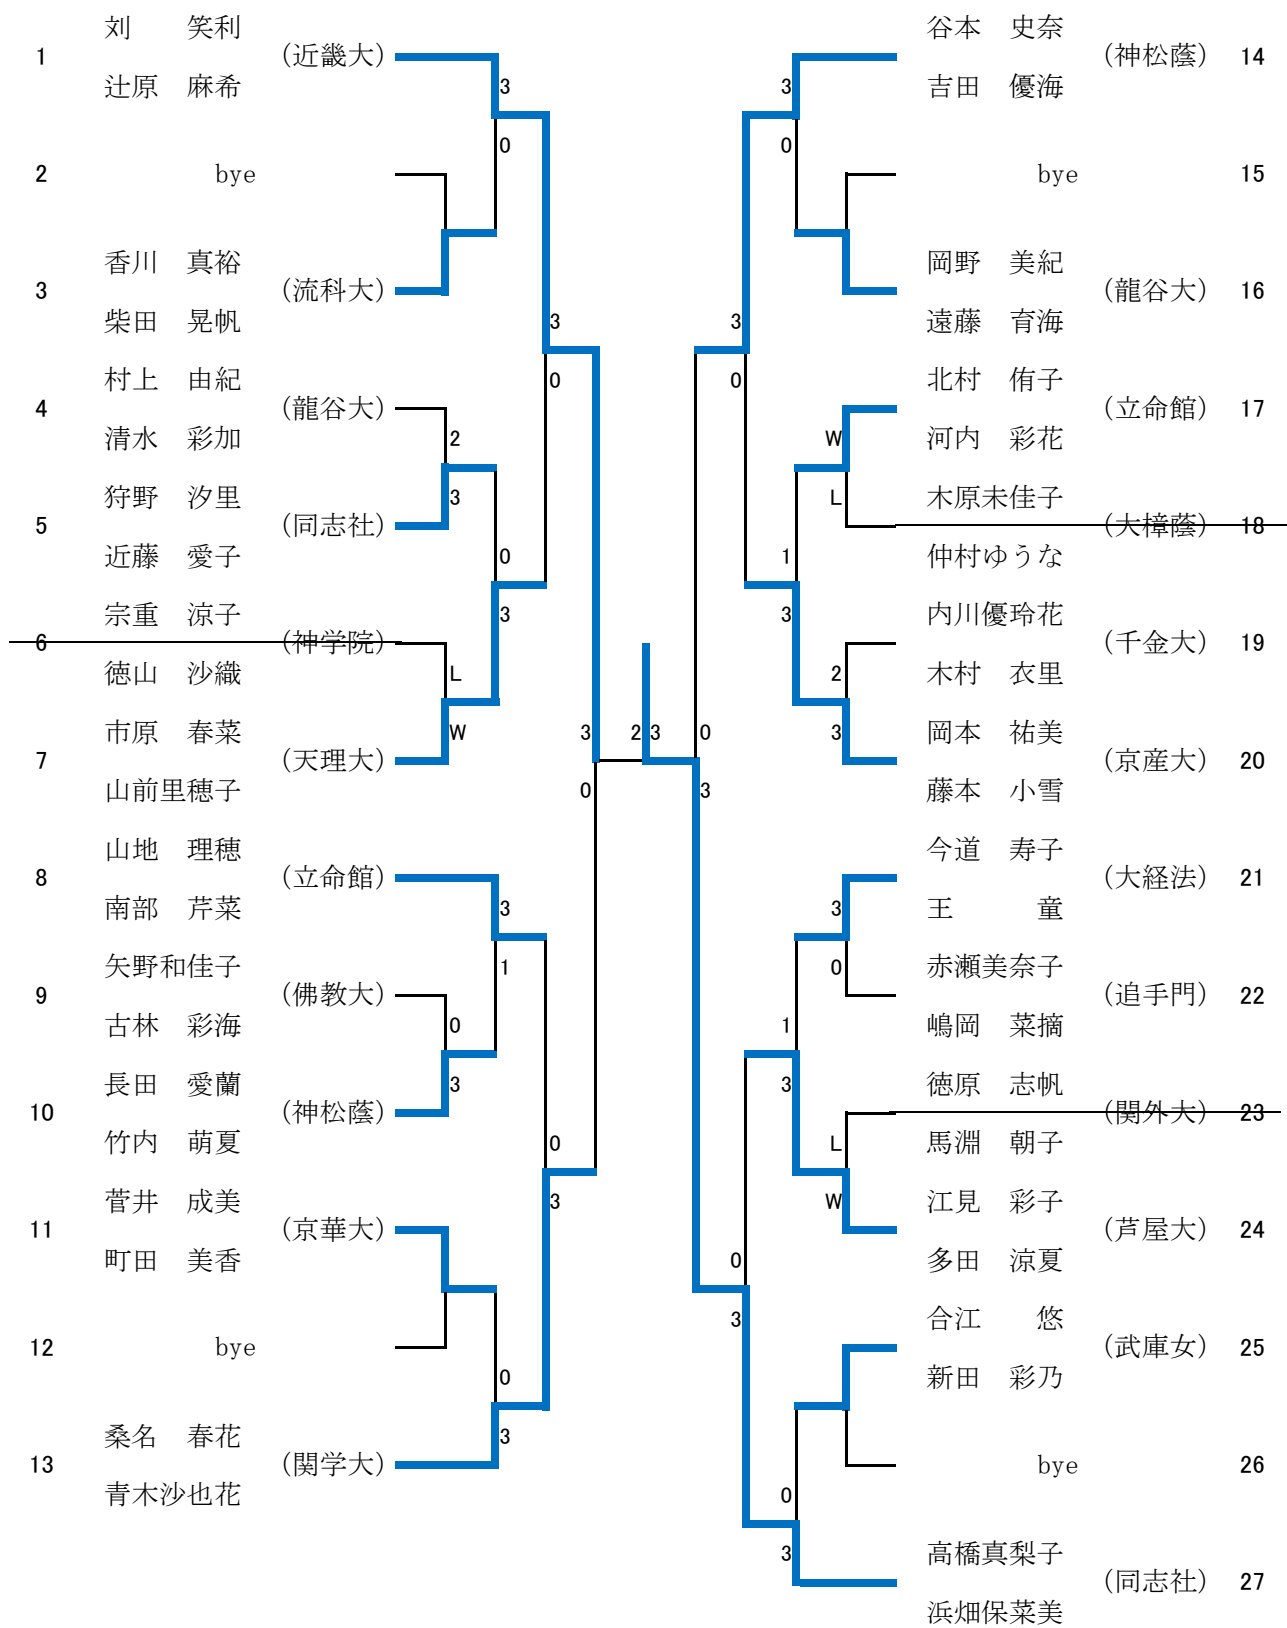 刘　　笑利
1 (近畿大)
辻原　麻希
3
0
2 bye
香川　真裕
3 (流科大)
柴田　晃帆
3
0
村上　由紀
4 (龍谷大)
清水　彩加
2
3
狩野　汐里
5 (同志社)
近藤　愛子
0
3
宗重　涼子
6 (神学院)
徳山　沙織
L
W
市原　春菜
7 (天理大)
山前里穂子
3
0
山地　理穂
8 (立命館)
南部　芹菜
3
1
矢野和佳子
9 (佛教大)
古林　彩海
0
3
長田　愛蘭
10 (神松蔭)
竹内　萌夏
0
3
菅井　成美
11 (京華大)
町田　美香
12 bye
0
3
桑名　春花
13 (関学大)
青木沙也花
2 3
谷本　史奈
(神松蔭) 14
吉田　優海
3
0
bye 15
岡野　美紀
(龍谷大) 16
遠藤　育海
3
0
北村　侑子
(立命館) 17
河内　彩花
W
L
木原未佳子
(大樟蔭) 18
仲村ゆうな
1
3
内川優玲花
(千金大) 19
木村　衣里
2
3
岡本　祐美
(京産大) 20
藤本　小雪
0
3
今道　寿子
(大経法) 21
王　　　童
3
0
赤瀬美奈子
(追手門) 22
嶋岡　菜摘
1
3
徳原　志帆
(関外大) 23
馬淵　朝子
L
W
江見　彩子
(芦屋大) 24
多田　涼夏
0
3
合江　　悠
(武庫女) 25
新田　彩乃
bye 26
0
3
高橋真梨子
(同志社) 27
浜畑保菜美